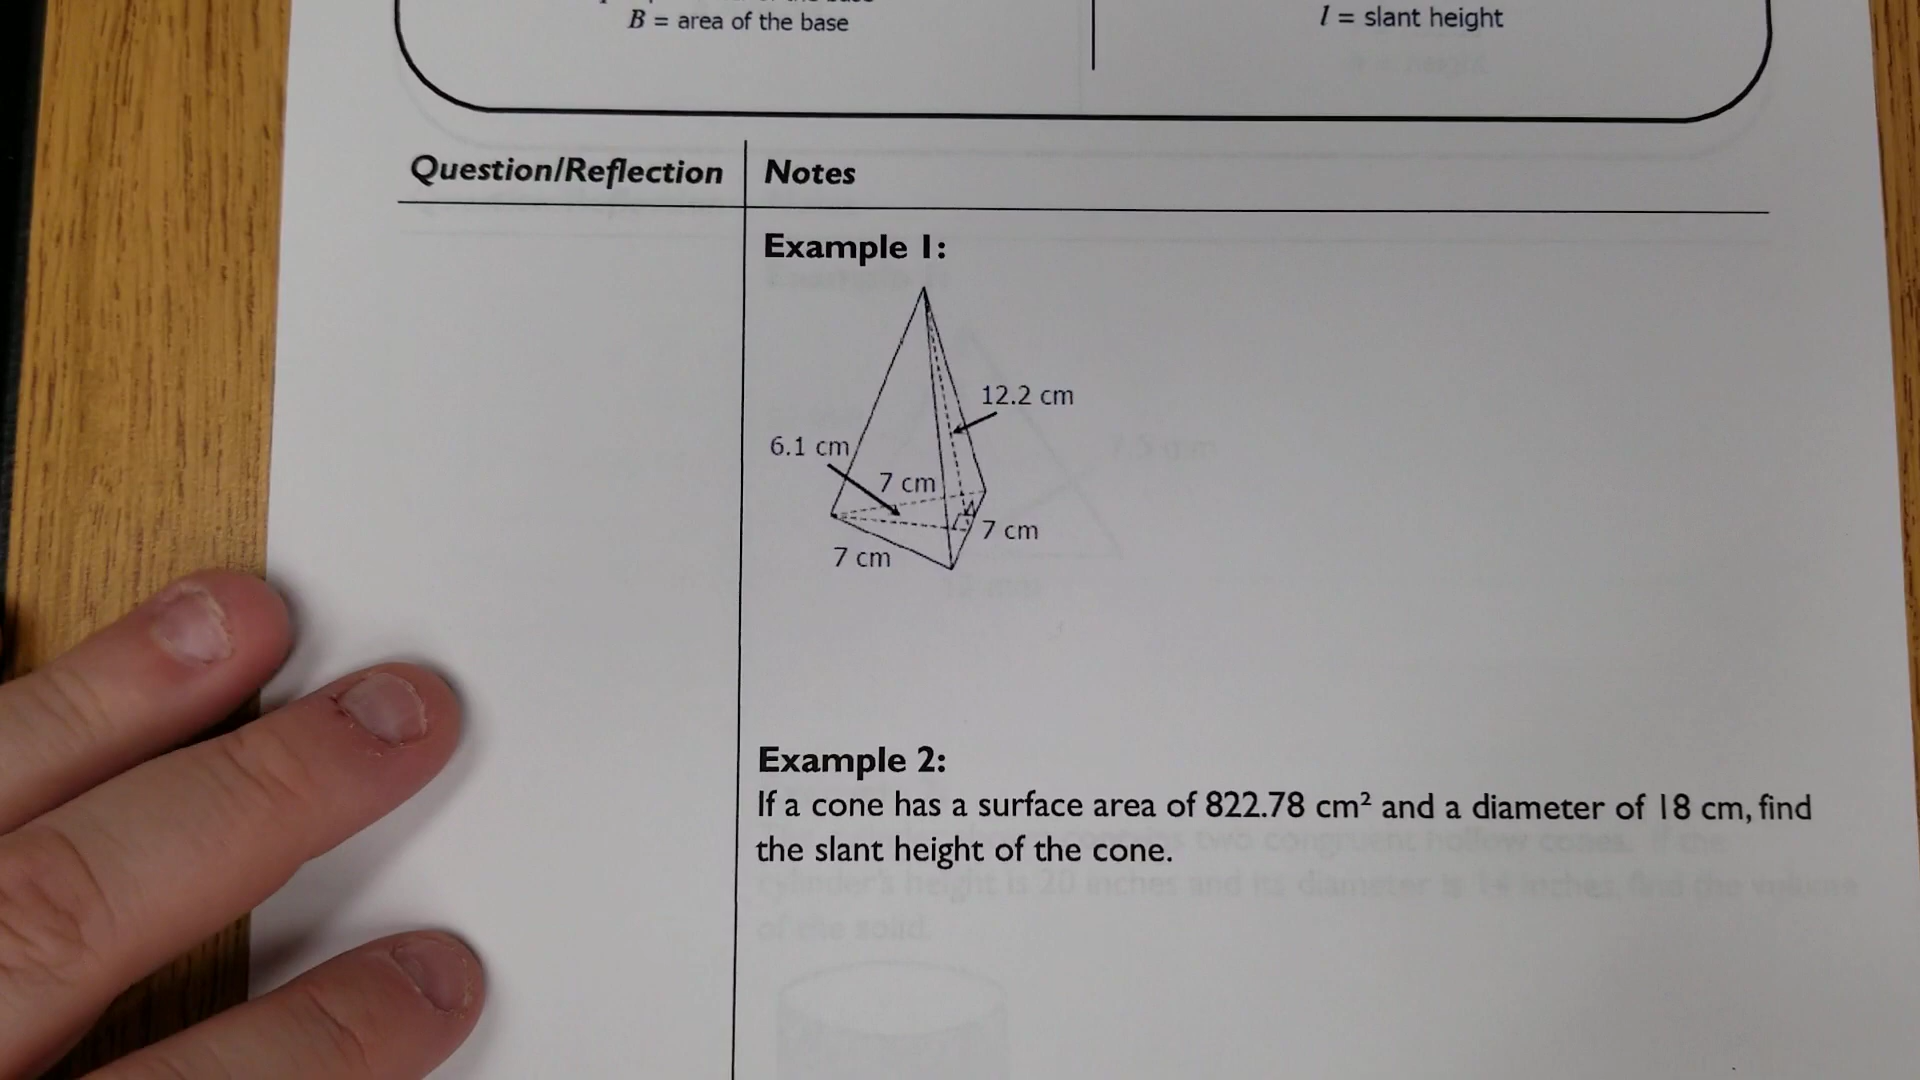 B = area of the base
l = slant height
Question/Reflection
Notes
Example 1:
12.2 cm
6.1 cm
7 cm
7 cm
7 cm
Example 2:
If a cone has a surface area of 822.78 cm² and a diameter of 18 cm, find
the slant height of the cone.